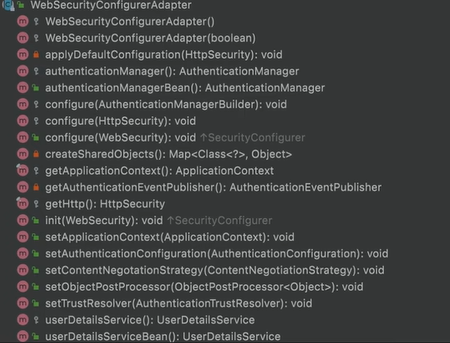 WebSecurityConfigurerAdapter
WebSecurityConfigurerAdapter()
WebSecurityConfigurerAdapter(boolean)
applyDefaultConfiguration(HttpSecurity): void
authenticationManager(): AuthenticationManager
authenticationManagerBean(): AuthenticationManager
configure(AuthenticationManagerBuilder): void
configure(HttpSecurity): void
configure(WebSecurity): void ↑SecurityConfigurer
createSharedObjects(): Map<Class<?>, Object>
getApplicationContext(): ApplicationContext
getAuthenticationEventPublisher(): AuthenticationEventPublisher
getHttp(): HttpSecurity
init(WebSecurity): void ↑SecurityConfigurer
setApplicationContext(ApplicationContext): void
setAuthenticationConfiguration(AuthenticationConfiguration): void
setContentNegotationStrategy(ContentNegotiationStrategy): void
setObjectPostProcessor(ObjectPostProcessor<Object>): void
setTrustResolver(AuthenticationTrustResolver): void
userDetailsService(): UserDetailsService
userDetailsServiceBean(): UserDetailsService